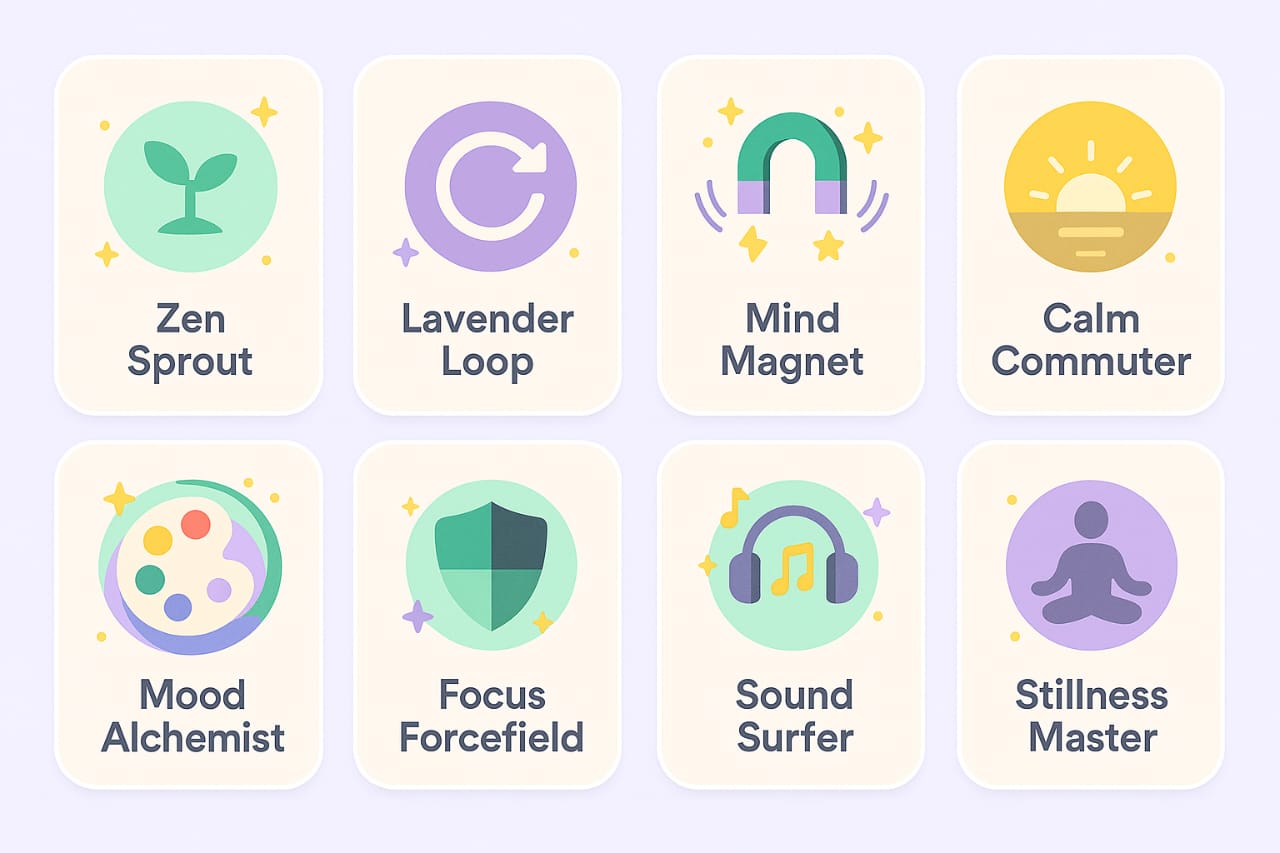 Zen
Sprout
Lavender
Loop
Mind
Magnet
Calm
Commuter
Mood
Alchemist
Focus
Forcefield
Sound
Surfer
Stillness
Master